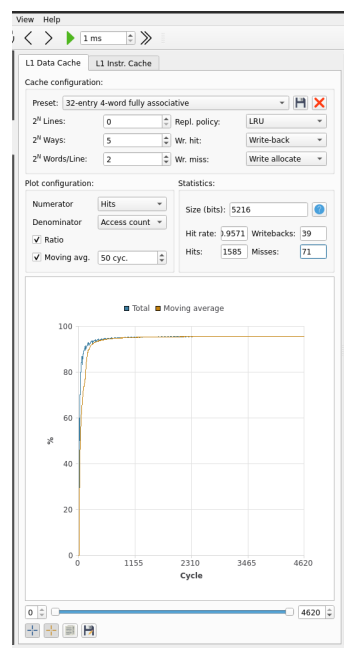 View Help
1 ms
L1 Data Cache L1 Instr. Cache
Cache configuration:
Preset: 32-entry 4-word fully associative
2ᴺ Lines: 0 Repl. policy: LRU
2ᴺ Ways: 5 Wr. hit: Write-back
2ᴺ Words/Line: 2 Wr. miss: Write allocate
Plot configuration: Statistics:
Numerator Hits
Size (bits): 5216
Denominator Access count
Ratio
Hit rate: 0.9571 Writebacks: 39
Moving avg. 50 cyc.
Hits: 1585 Misses: 71
Total Moving average
100
80
60
40
20
0
%
0 1155 2310 3465 4620
Cycle
0 4620